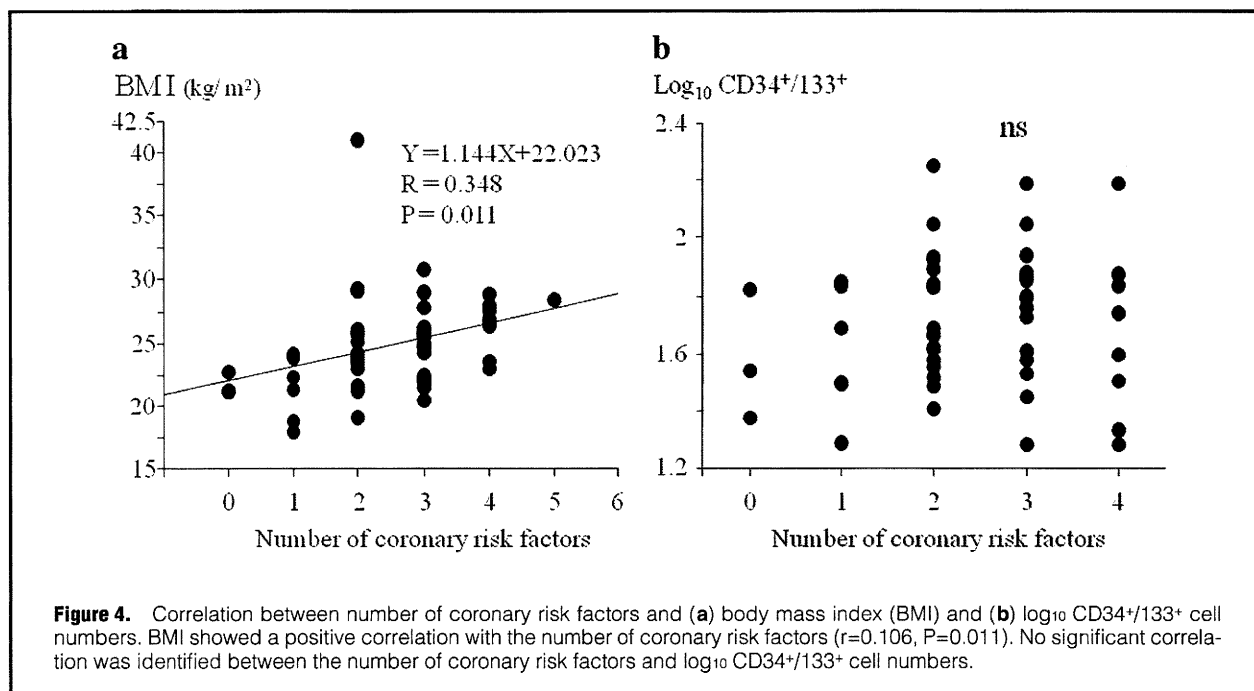 a
BMI (kg/m²)
42.5
40
35
30
25
20
15
Y=1.144X+22.023
R=0.348
P=0.011
0 1 2 3 4 5 6
Number of coronary risk factors
b
Log₁₀ CD34⁺/133⁺
2.4
2
1.6
1.2
ns
0 1 2 3 4
Number of coronary risk factors
Figure 4. Correlation between number of coronary risk factors and (a) body mass index (BMI) and (b) log₁₀ CD34⁺/133⁺ cell
numbers. BMI showed a positive correlation with the number of coronary risk factors (r=0.106, P=0.011). No significant correla-
tion was identified between the number of coronary risk factors and log₁₀ CD34⁺/133⁺ cell numbers.